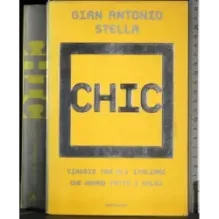 CHIC
GIAN ANTONIO
STELLA
CHIC
VIAGGIO TRA GLI ITALIANI
CHE HANNO FATTO I SOLDI